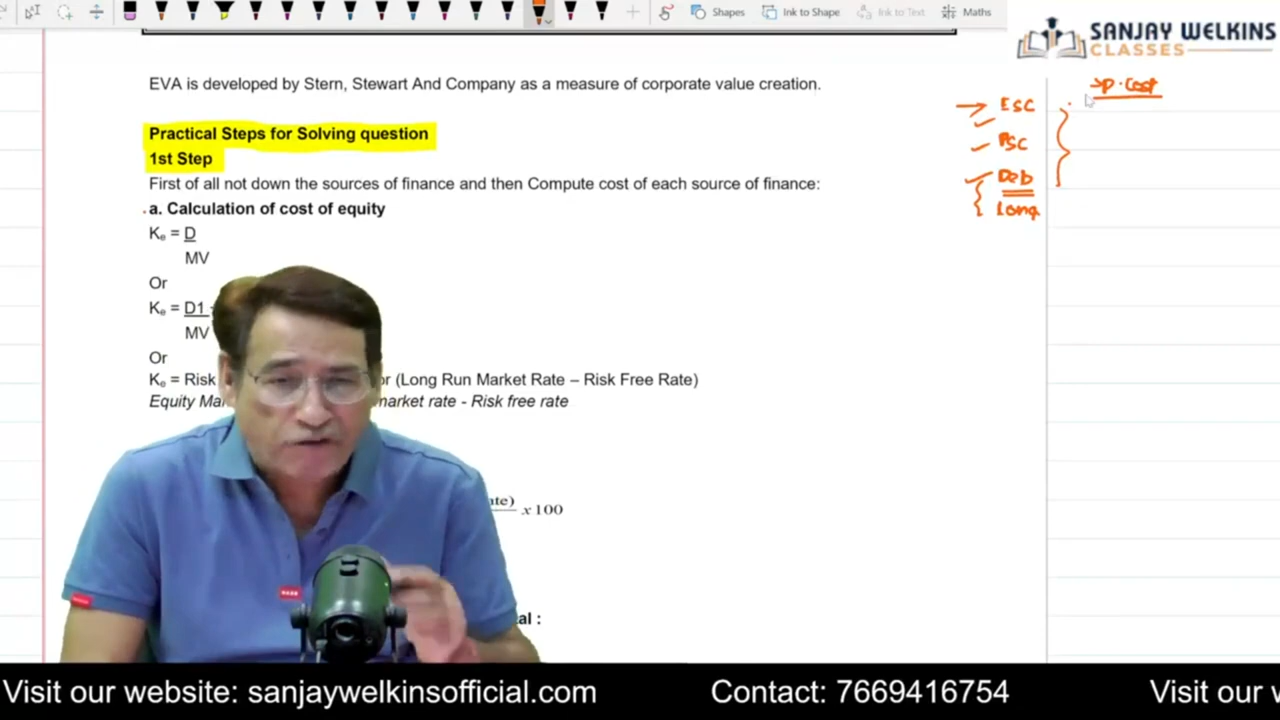 Shapes
Ink to Shape
Ink to Text
Maths
SANJAY WELKINS
CLASSES
EVA is developed by Stern, Stewart And Company as a measure of corporate value creation.
Sp. Cost
→ ESC
PSC
Deb
Long
Practical Steps for Solving question
1st Step
First of all not down the sources of finance and then Compute cost of each source of finance:
a. Calculation of cost of equity
Ke = D
MV
Or
Ke = D1
MV
Or
Ke = Risk or (Long Run Market Rate – Risk Free Rate)
Equity market rate - Risk free rate
x 100
Visit our website: sanjaywelkinsofficial.com Contact: 7669416754 Visit our